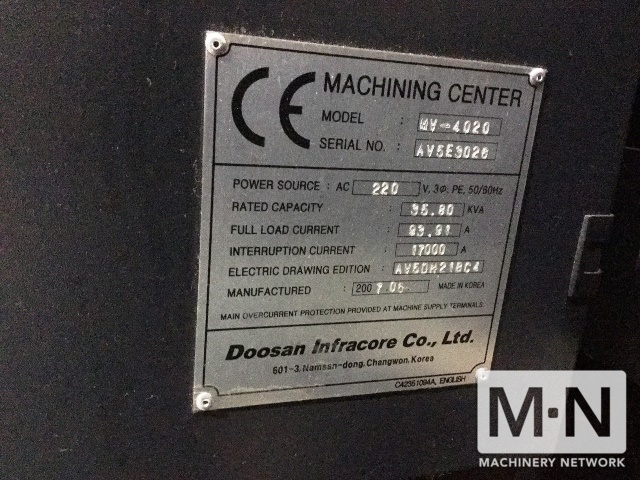 CE MACHINING CENTER
MODEL : MV-4020
SERIAL NO. : AV5E3026
POWER SOURCE : AC 220 V, 3Φ, PE, 50/60Hz
RATED CAPACITY : 35.80 KVA
FULL LOAD CURRENT : 93.91 A
INTERRUPTION CURRENT : 17000 A
ELECTRIC DRAWING EDITION :
MANUFACTURED : 2007.06 MADE IN KOREA
MAIN OVERCURRENT PROTECTION PROVIDED AT MACHINE SUPPLY TERMINALS.
Doosan Infracore Co., Ltd.
601-3, Namsan-dong, Changwon, Korea
CA2351094A, ENGLISH
M·N
MACHINERY NETWORK